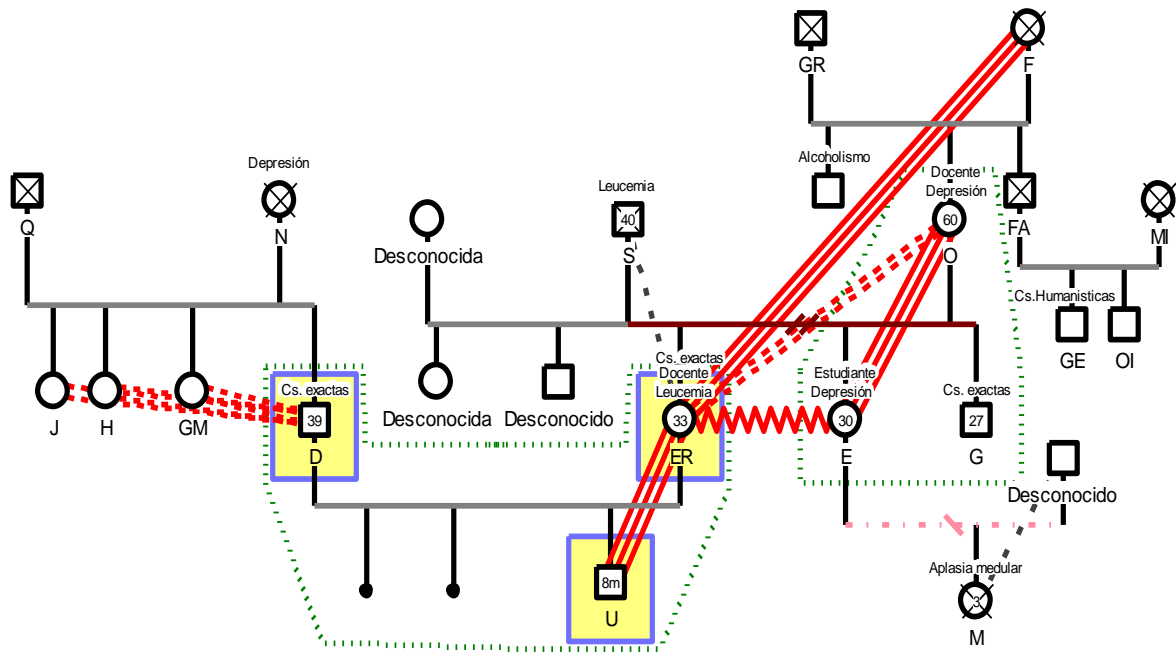 GR
F
Alcoholismo
Docente
Depresión
60
O
FA
MI
Cs.Humanisticas
GE
OI
Depresión
Q
N
Leucemia
40
S
Desconocida
Desconocida
Desconocido
J
H
GM
Cs. exactas
39
D
Cs. exactas
Docente
Leucemia
33
ER
Estudiante
Depresión
30
E
Cs. exactas
27
G
Desconocido
8m
U
Aplasia medular
3
M